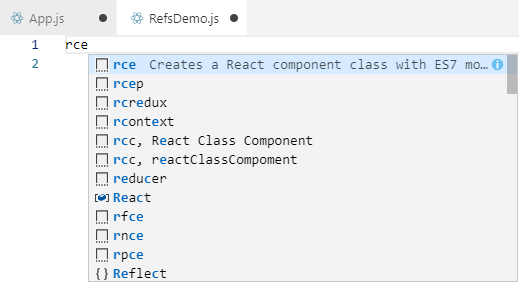 App.js RefsDemo.js
1 rce
2
rce Creates a React component class with ES7 mo…
rcep
rcredux
rcontext
rcc, React Class Component
rcc, reactClassCompoment
reducer
React
rfce
rnce
rpce
{} Reflect